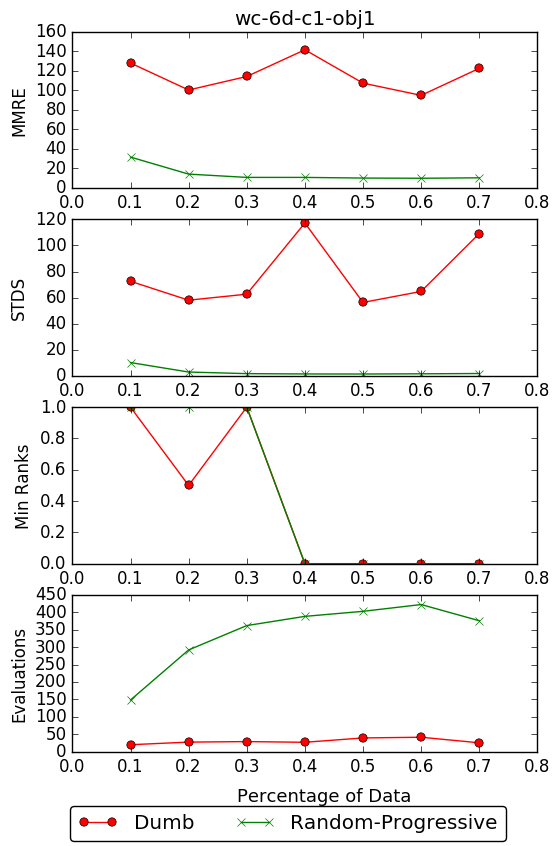 wc-6d-c1-obj1
160
140
120
100
80
60
40
20
0
MMRE
0.0 0.1 0.2 0.3 0.4 0.5 0.6 0.7 0.8
120
100
80
60
40
20
0
STDS
0.0 0.1 0.2 0.3 0.4 0.5 0.6 0.7 0.8
1.0
0.8
0.6
0.4
0.2
0.0
Min Ranks
0.0 0.1 0.2 0.3 0.4 0.5 0.6 0.7 0.8
450
400
350
300
250
200
150
100
50
0
Evaluations
0.0 0.1 0.2 0.3 0.4 0.5 0.6 0.7 0.8
Percentage of Data
Dumb Random-Progressive